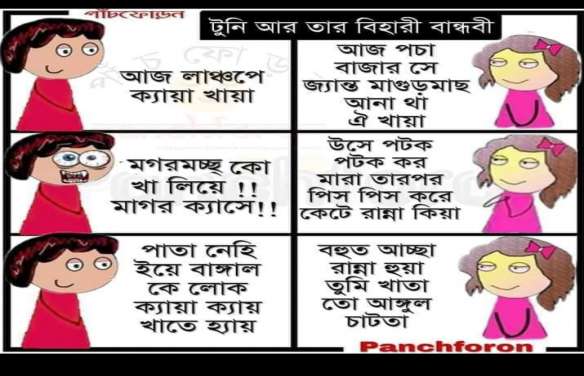 পাঁচফোড়ন
টুনি আর তার বিহারী বান্ধবী
আজ লাঞ্চপে
ক্যায়া খায়া
আজ পচা
বাজার সে
জ্যান্ত মাগুড়মাছ
আনা থা
ঐ খায়া
মগরমচ্ছ কো
খা লিয়ে !!
মাগর ক্যাসে!!
উসে পটক
পটক কর
মারা তারপর
পিস পিস করে
কেটে রান্না কিয়া
পাতা নেহি
ইয়ে বাঙ্গাল
কে লোক
ক্যায়া ক্যায়
খাতে হ্যায়
বহুত আচ্ছা
রান্না হুয়া
তুমি খাতা
তো আঙ্গুল
চাটতা
Panchforon